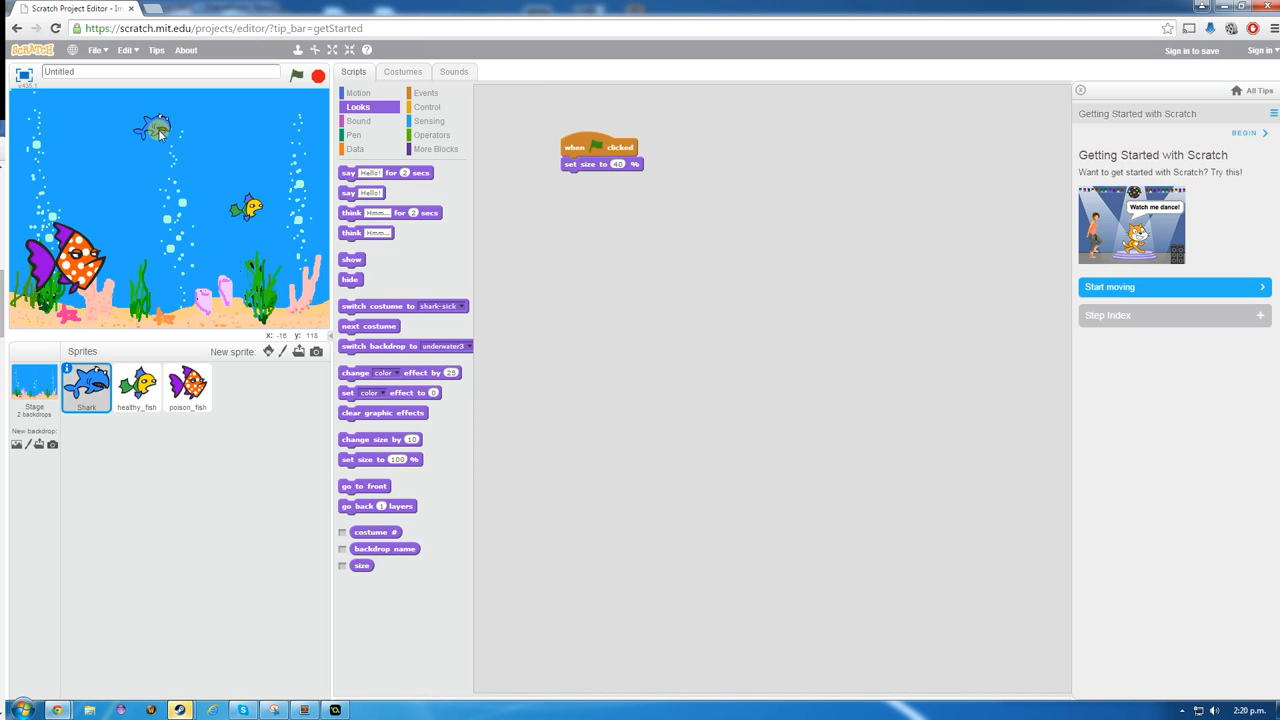 Scratch Project Editor - Im
https://scratch.mit.edu/projects/editor/?tip_bar=getStarted
SCRATCH File Edit Tips About Sign in to save Sign in
Untitled
v435.1
Scripts Costumes Sounds
Motion Events
Looks Control
Sound Sensing
Pen Operators
Data More Blocks
say Hello! for 2 secs
say Hello!
think Hmm... for 2 secs
think Hmm...
show
hide
switch costume to shark-sick
next costume
switch backdrop to underwater3
change color effect by 25
set color effect to 0
clear graphic effects
change size by 10
set size to 100 %
go to front
go back 1 layers
costume #
backdrop name
size
when clicked
set size to 40 %
x: -16 y: 118
Sprites New sprite:
Stage
2 backdrops
New backdrop:
Shark healthy_fish poison_fish
All Tips
Getting Started with Scratch
BEGIN
Getting Started with Scratch
Want to get started with Scratch? Try this!
Watch me dance!
Start moving
Step Index
2:20 p.m.